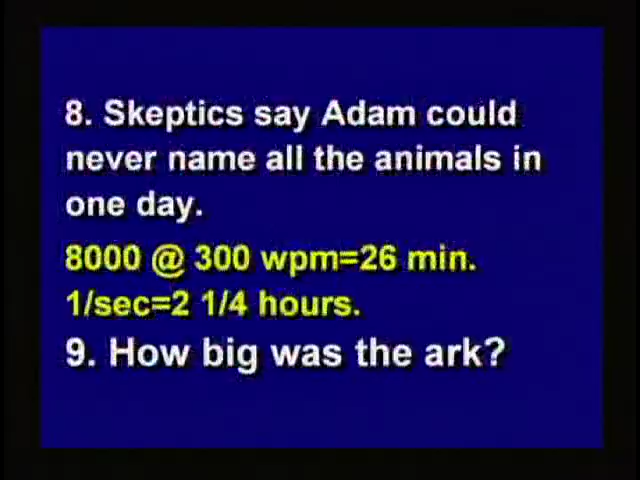 8. Skeptics say Adam could
never name all the animals in
one day.
8000 @ 300 wpm=26 min.
1/sec=2 1/4 hours.
9. How big was the ark?